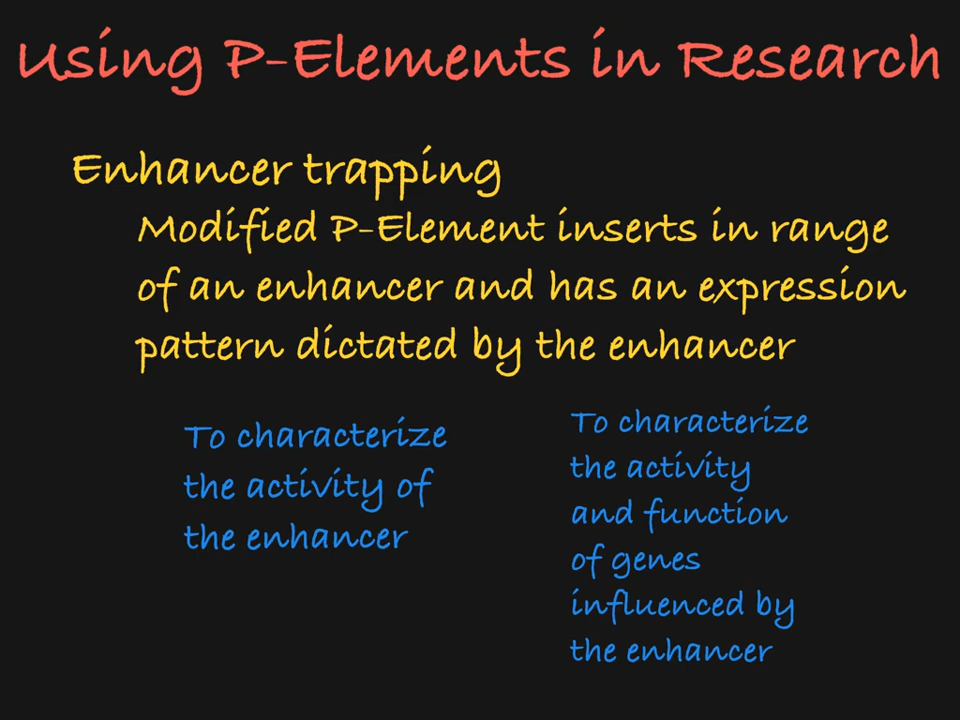 Using P-Elements in Research
Enhancer trapping
Modified P-Element inserts in range
of an enhancer and has an expression
pattern dictated by the enhancer
To characterize
the activity of
the enhancer
To characterize
the activity
and function
of genes
influenced by
the enhancer